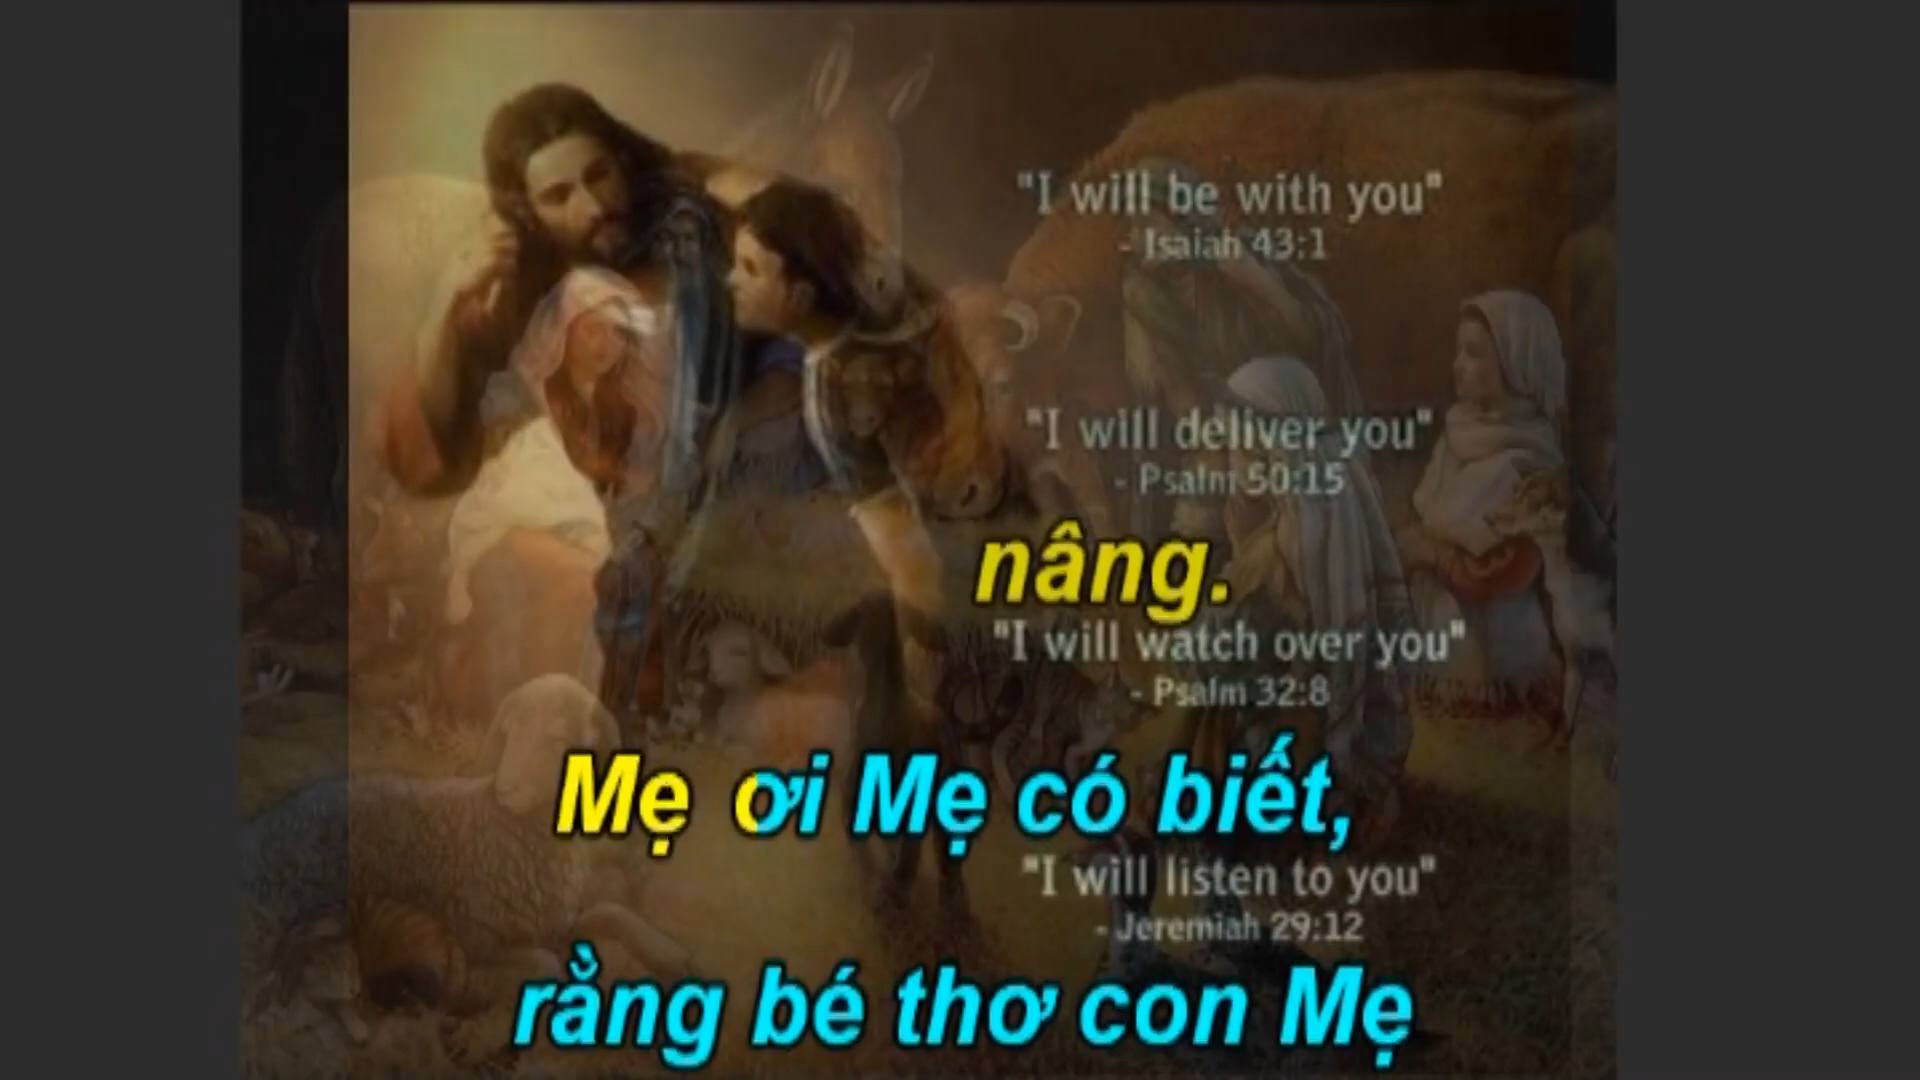 "I will be with you"
- Isaiah 43:1
"I will deliver you"
- Psalm 50:15
nâng.
"I will watch over you"
- Psalm 32:8
Mẹ ơi Mẹ có biết,
"I will listen to you"
- Jeremiah 29:12
rằng bé thơ con Mẹ